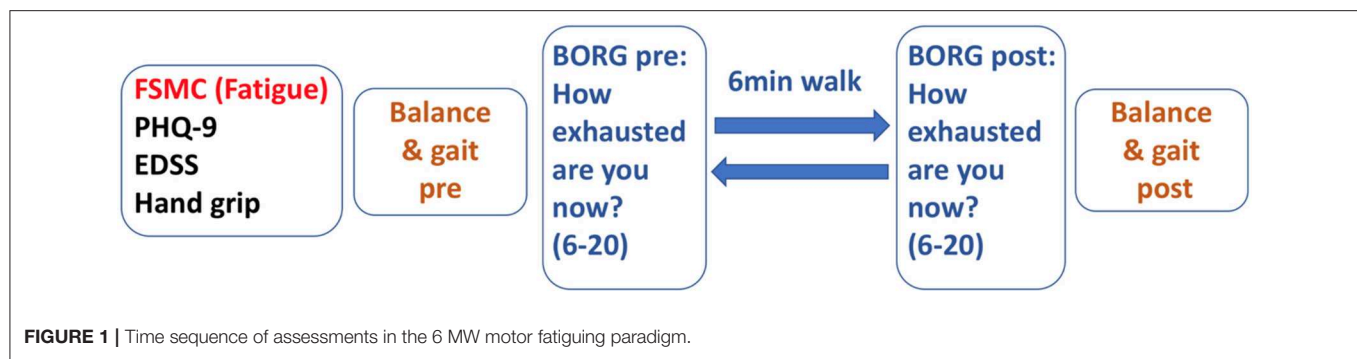 FSMC (Fatigue)
PHQ-9
EDSS
Hand grip
Balance
& gait
pre
BORG pre:
How
exhausted
are you
now?
(6-20)
6min walk
BORG post:
How
exhausted
are you
now?
(6-20)
Balance
& gait
post
FIGURE 1 | Time sequence of assessments in the 6 MW motor fatiguing paradigm.